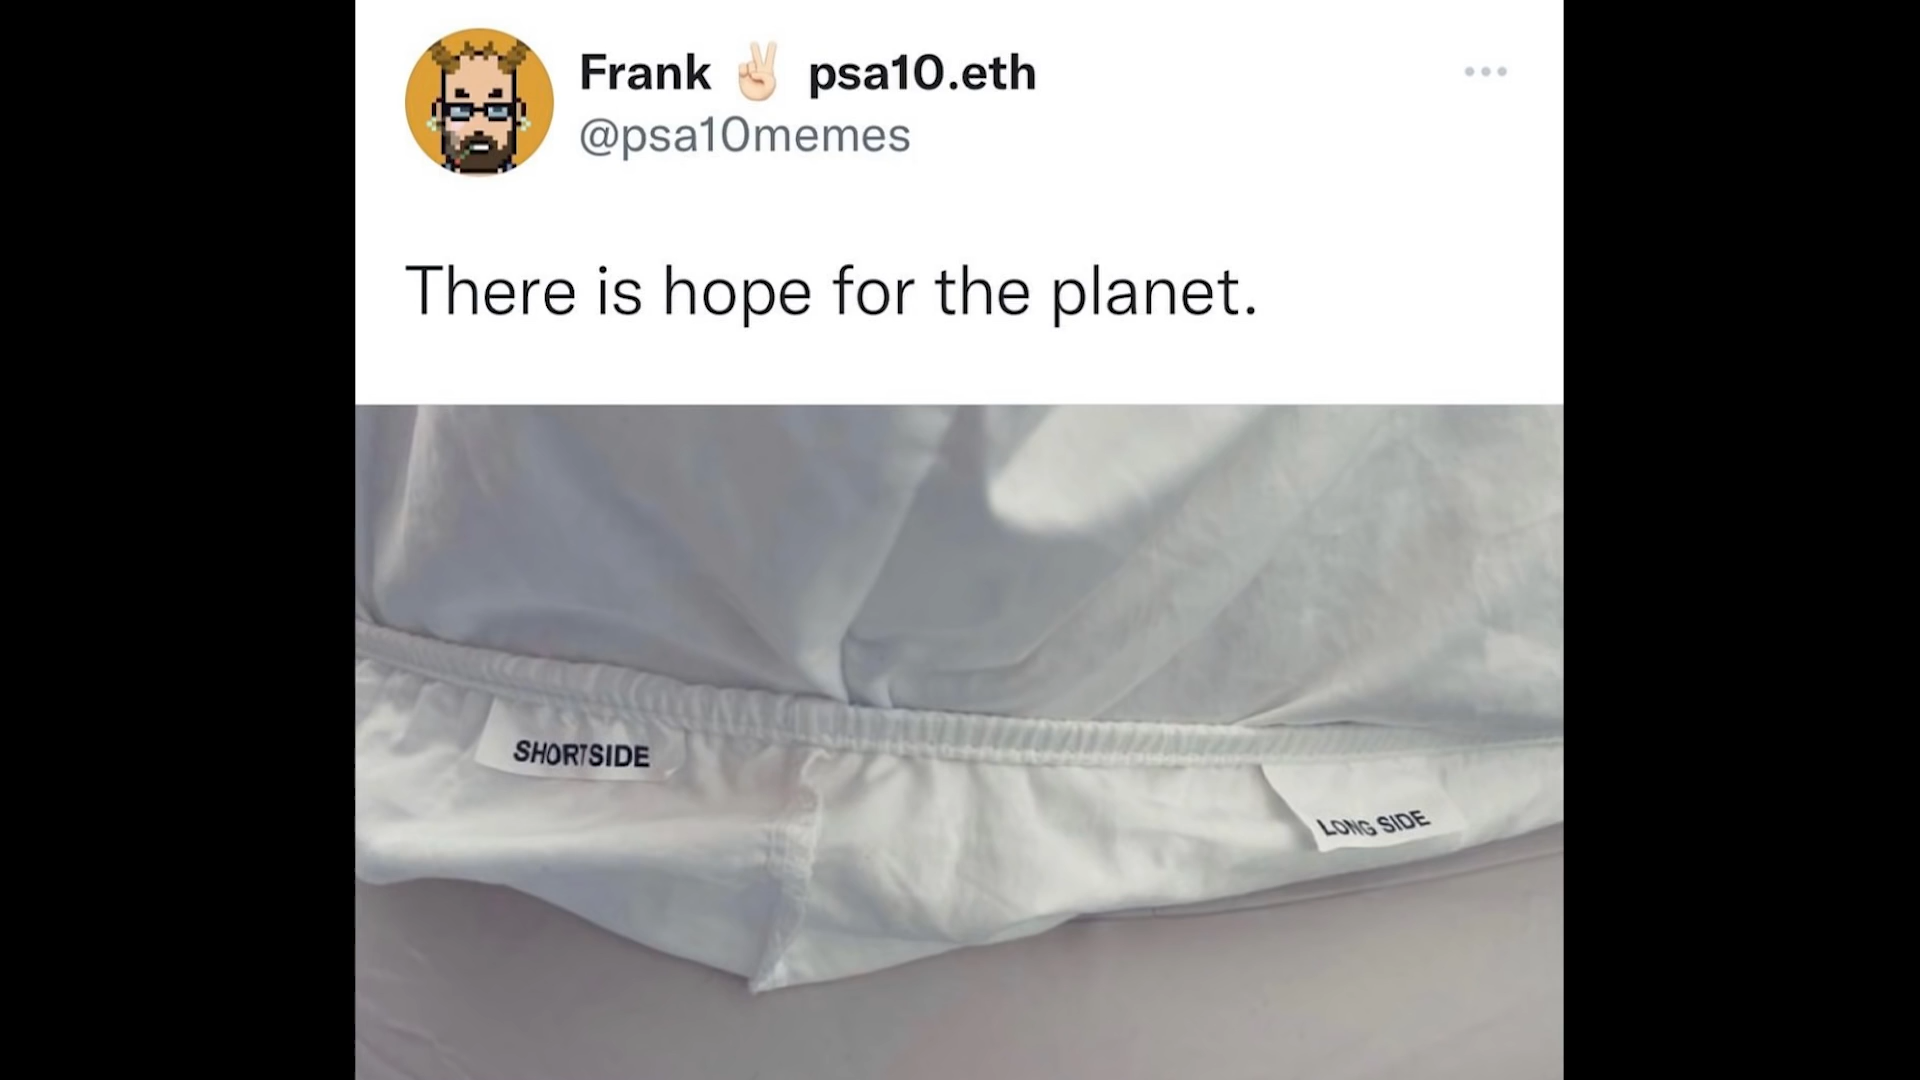 Frank ✌🏻 psa10.eth
@psa10memes
There is hope for the planet.
SHORTSIDE
LONG SIDE